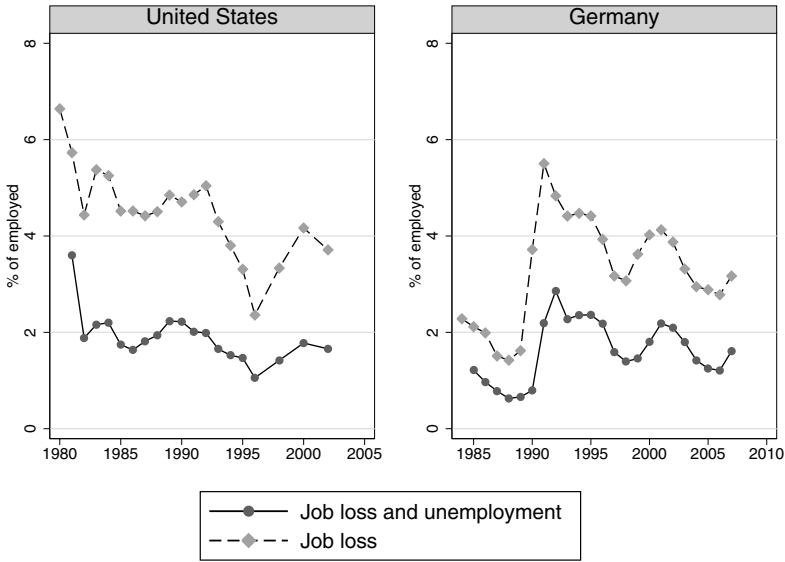 United States
Germany
% of employed
8
6
4
2
0
1980 1985 1990 1995 2000 2005
% of employed
8
6
4
2
0
1985 1990 1995 2000 2005 2010
Job loss and unemployment
Job loss